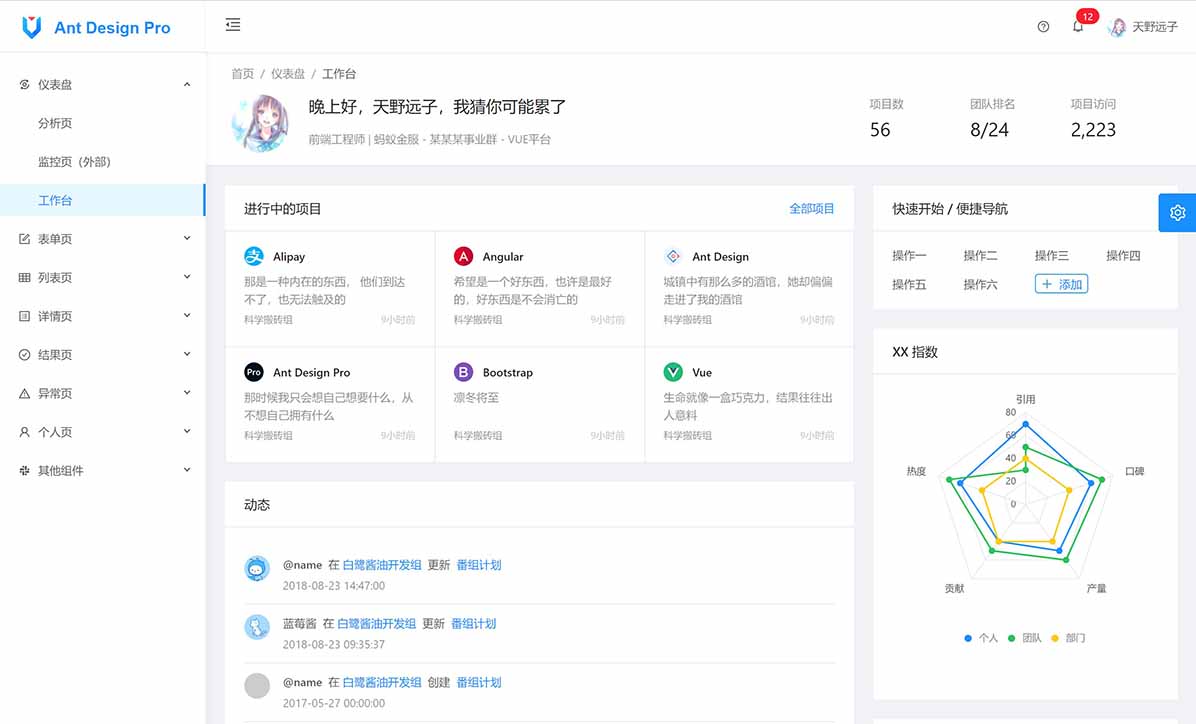 Ant Design Pro
12
天野远子
仪表盘
分析页
监控页（外部）
工作台
表单页
列表页
详情页
结果页
异常页
个人页
其他组件
首页 / 仪表盘 / 工作台
晚上好，天野远子，我猜你可能累了
前端工程师 | 蚂蚁金服 - 某某某事业群 - VUE平台
项目数
56
团队排名
8/24
项目访问
2,223
进行中的项目
全部项目
Alipay
那是一种内在的东西， 他们到达
不了，也无法触及的
科学搬砖组 9小时前
Angular
希望是一个好东西，也许是最好
的，好东西是不会消亡的
科学搬砖组 9小时前
Ant Design
城镇中有那么多的酒馆，她却偏偏
走进了我的酒馆
科学搬砖组 9小时前
Pro
Ant Design Pro
那时候我只会想自己想要什么，从
不想自己拥有什么
科学搬砖组 9小时前
Bootstrap
凛冬将至
科学搬砖组 9小时前
Vue
生命就像一盒巧克力，结果往往出
人意料
科学搬砖组 9小时前
动态
@name 在 白鹭酱油开发组 更新 番组计划
2018-08-23 14:47:00
蓝莓酱 在 白鹭酱油开发组 更新 番组计划
2018-08-23 09:35:37
@name 在 白鹭酱油开发组 创建 番组计划
2017-05-27 00:00:00
快速开始 / 便捷导航
操作一 操作二 操作三 操作四
操作五 操作六 + 添加
XX 指数
引用
80
60
40
20
0
热度
口碑
贡献
产量
个人 团队 部门